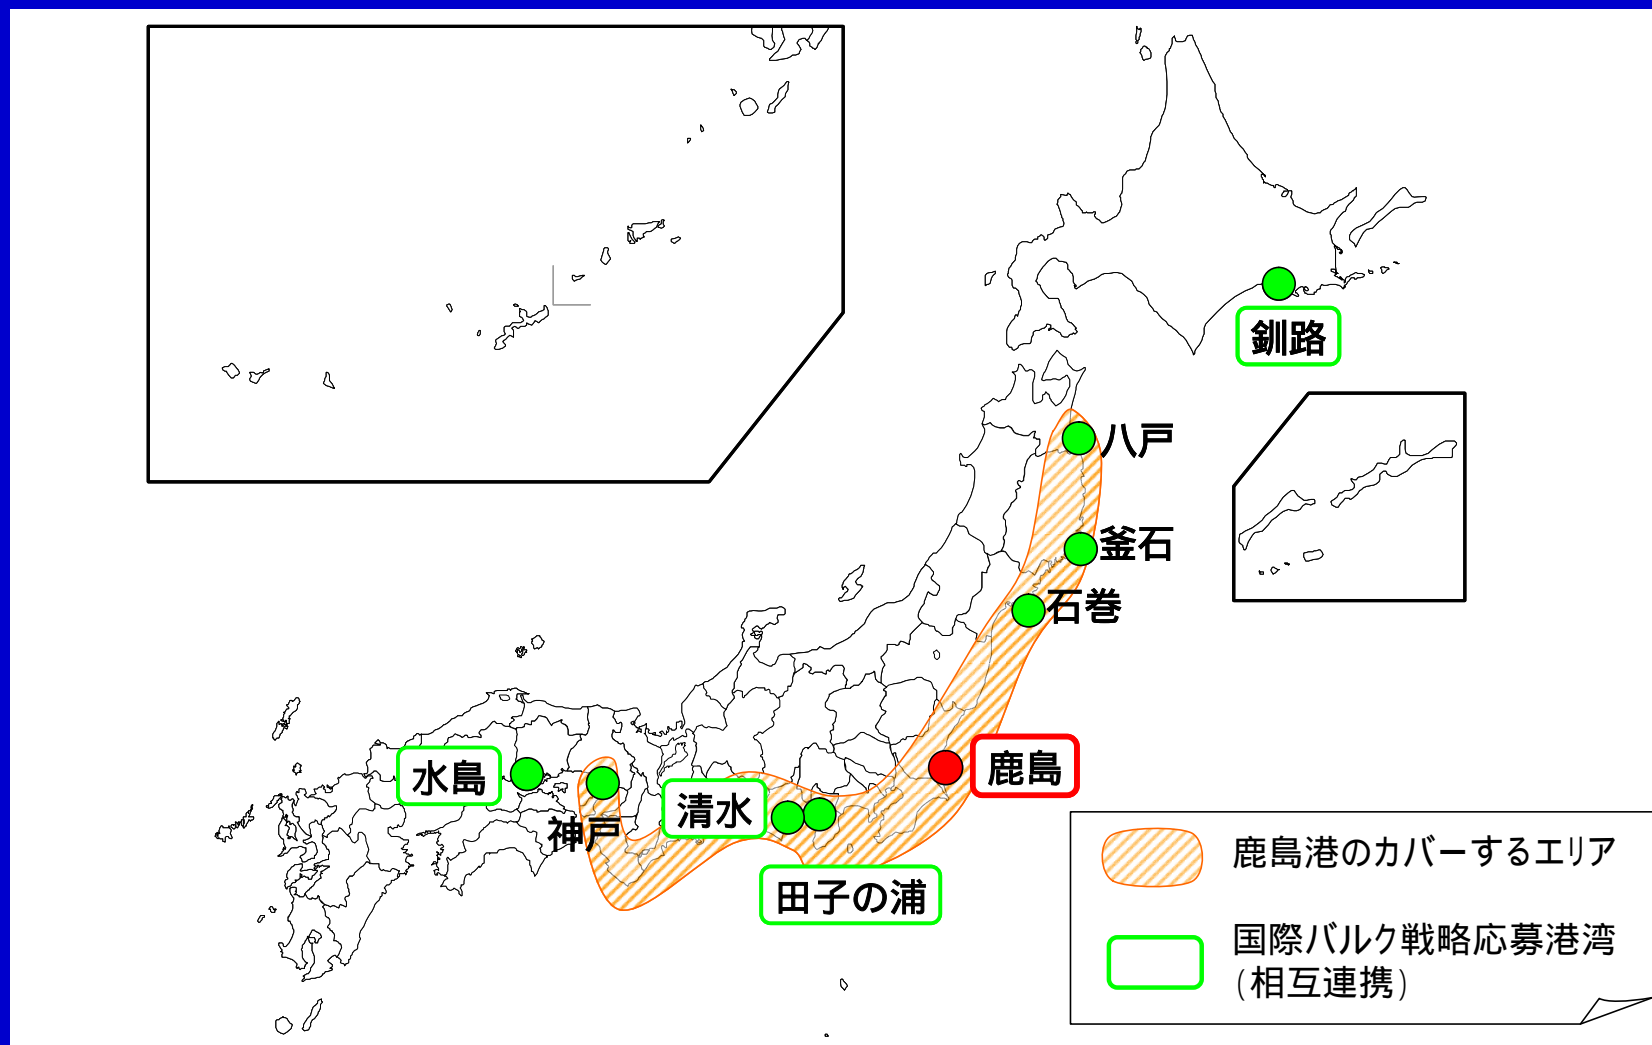 釧路
八戸
釜石
石巻
鹿島
水島
神戸
清水
田子の浦
鹿島港のカバーするエリア
国際バルク戦略応募港湾
(相互連携)